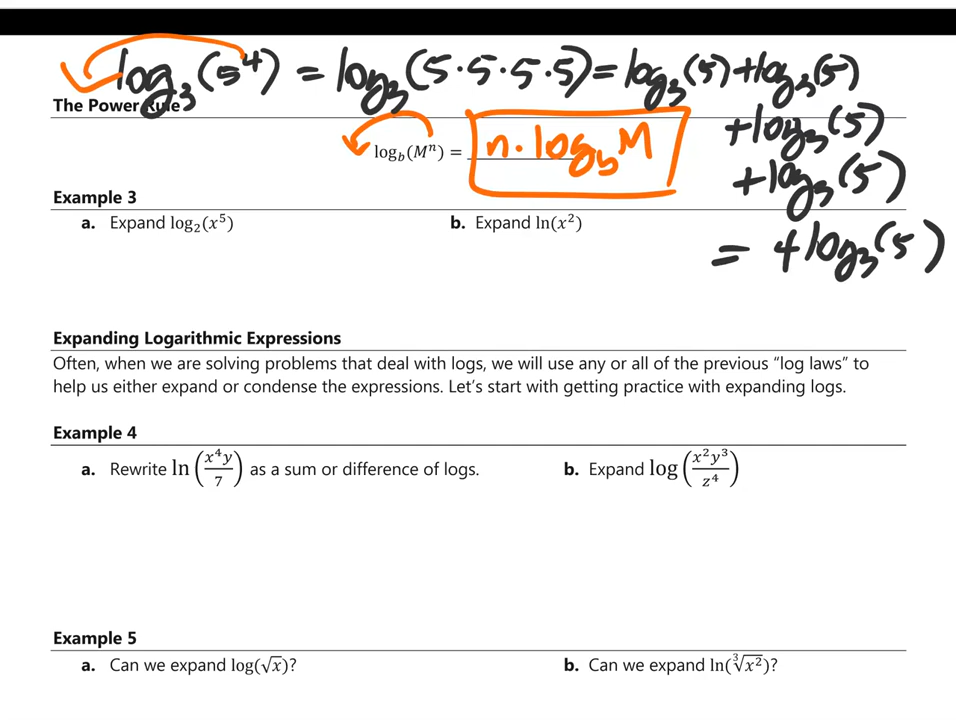 log₃(5⁴) = log₃(5·5·5·5) = log₃(5) + log₃(5)
The Power Rule
+ log₃(5)
log_b(Mⁿ) = n · log_b M
+ log₃(5)
Example 3
a. Expand log₂(x⁵)
b. Expand ln(x²)
= 4 log₃(5)
Expanding Logarithmic Expressions
Often, when we are solving problems that deal with logs, we will use any or all of the previous “log laws” to
help us either expand or condense the expressions. Let’s start with getting practice with expanding logs.
Example 4
a. Rewrite ln(x⁴y/7) as a sum or difference of logs.
b. Expand log(x²y³/z⁴)
Example 5
a. Can we expand log(√x)?
b. Can we expand ln(∛x²)?